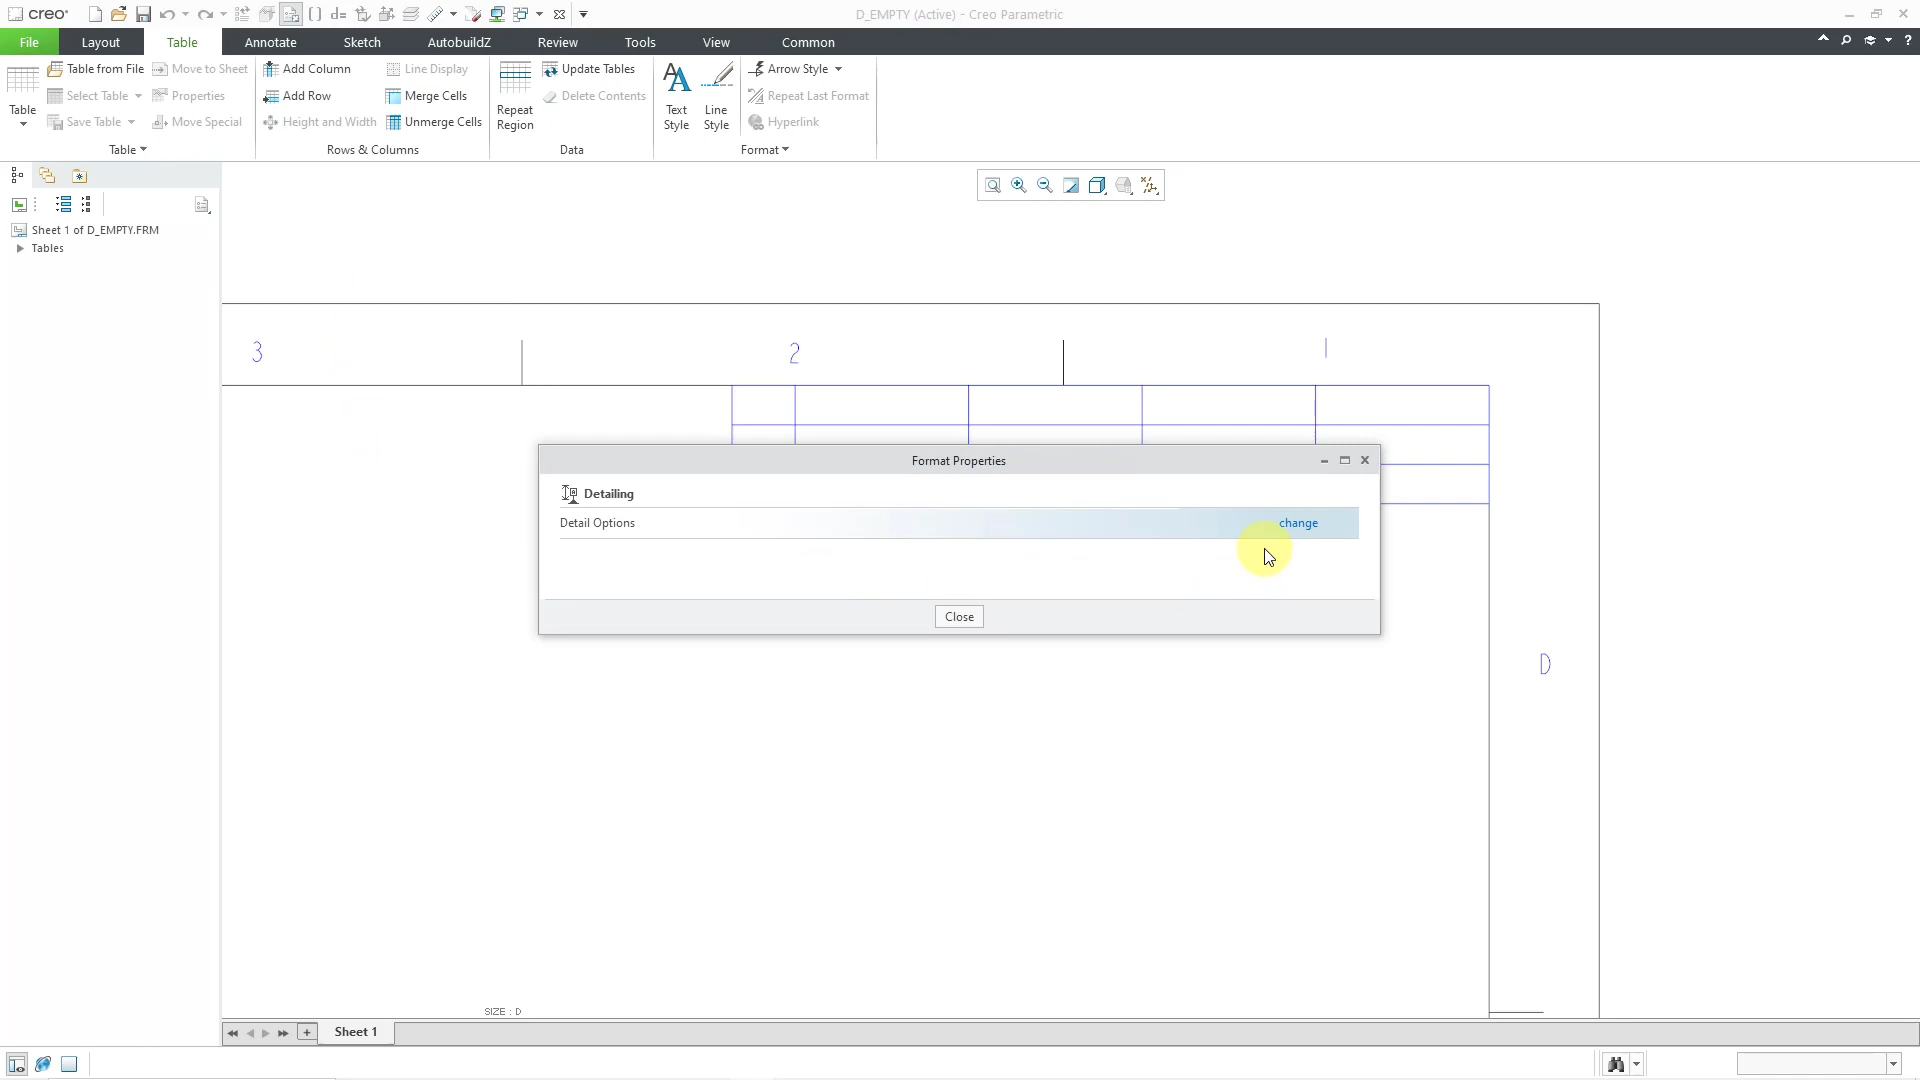 creo
D_EMPTY (Active) - Creo Parametric
File
Layout
Table
Annotate
Sketch
AutobuildZ
Review
Tools
View
Common
Table
Table from File
Select Table
Save Table
Move to Sheet
Properties
Move Special
Table
Add Column
Add Row
Height and Width
Line Display
Merge Cells
Unmerge Cells
Rows & Columns
Repeat
Region
Update Tables
Delete Contents
Data
Text
Style
Line
Style
Arrow Style
Repeat Last Format
Hyperlink
Format
Sheet 1 of D_EMPTY.FRM
Tables
3
2
1
Format Properties
Detailing
Detail Options
change
Close
D
SIZE : D
Sheet 1